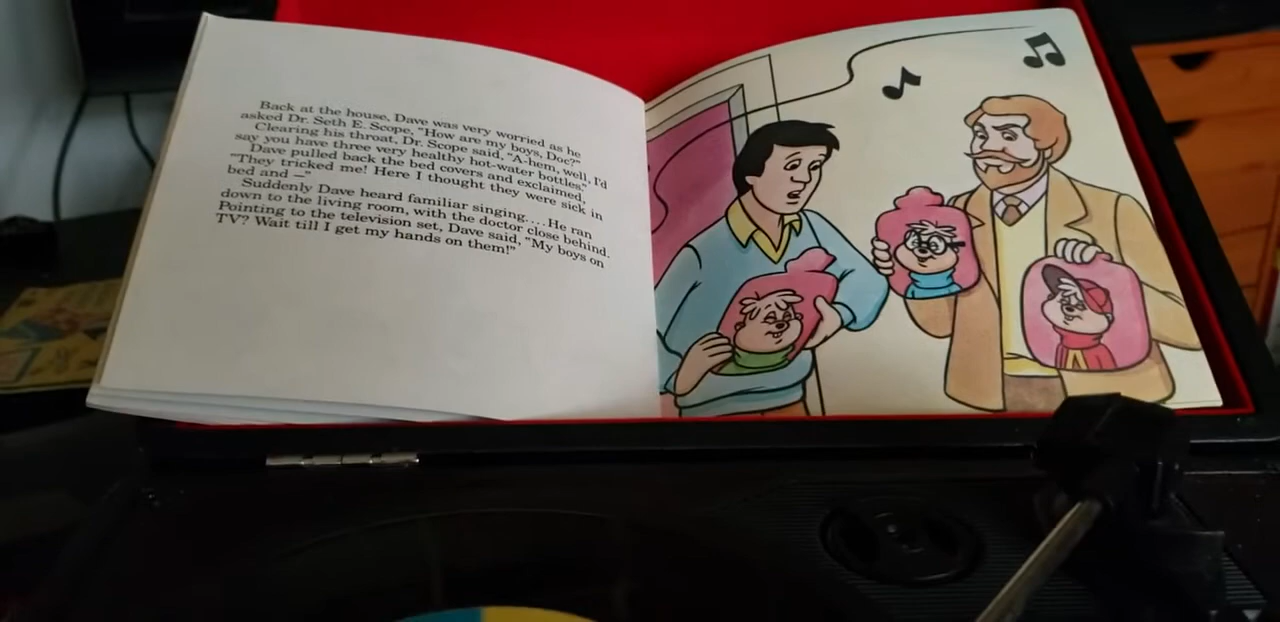 Back at the house, Dave was very worried as he
asked Dr. Seth E. Scope, "How are my boys, Doc?"
Clearing his throat, Dr. Scope said, "A-hem, well, I'd
say you have three very healthy hot-water bottles."
Dave pulled back the bed covers and exclaimed,
"They tricked me! Here I thought they were sick in
bed and —"
Suddenly Dave heard familiar singing....He ran
down to the living room, with the doctor close behind.
Pointing to the television set, Dave said, "My boys on
TV? Wait till I get my hands on them!"
A